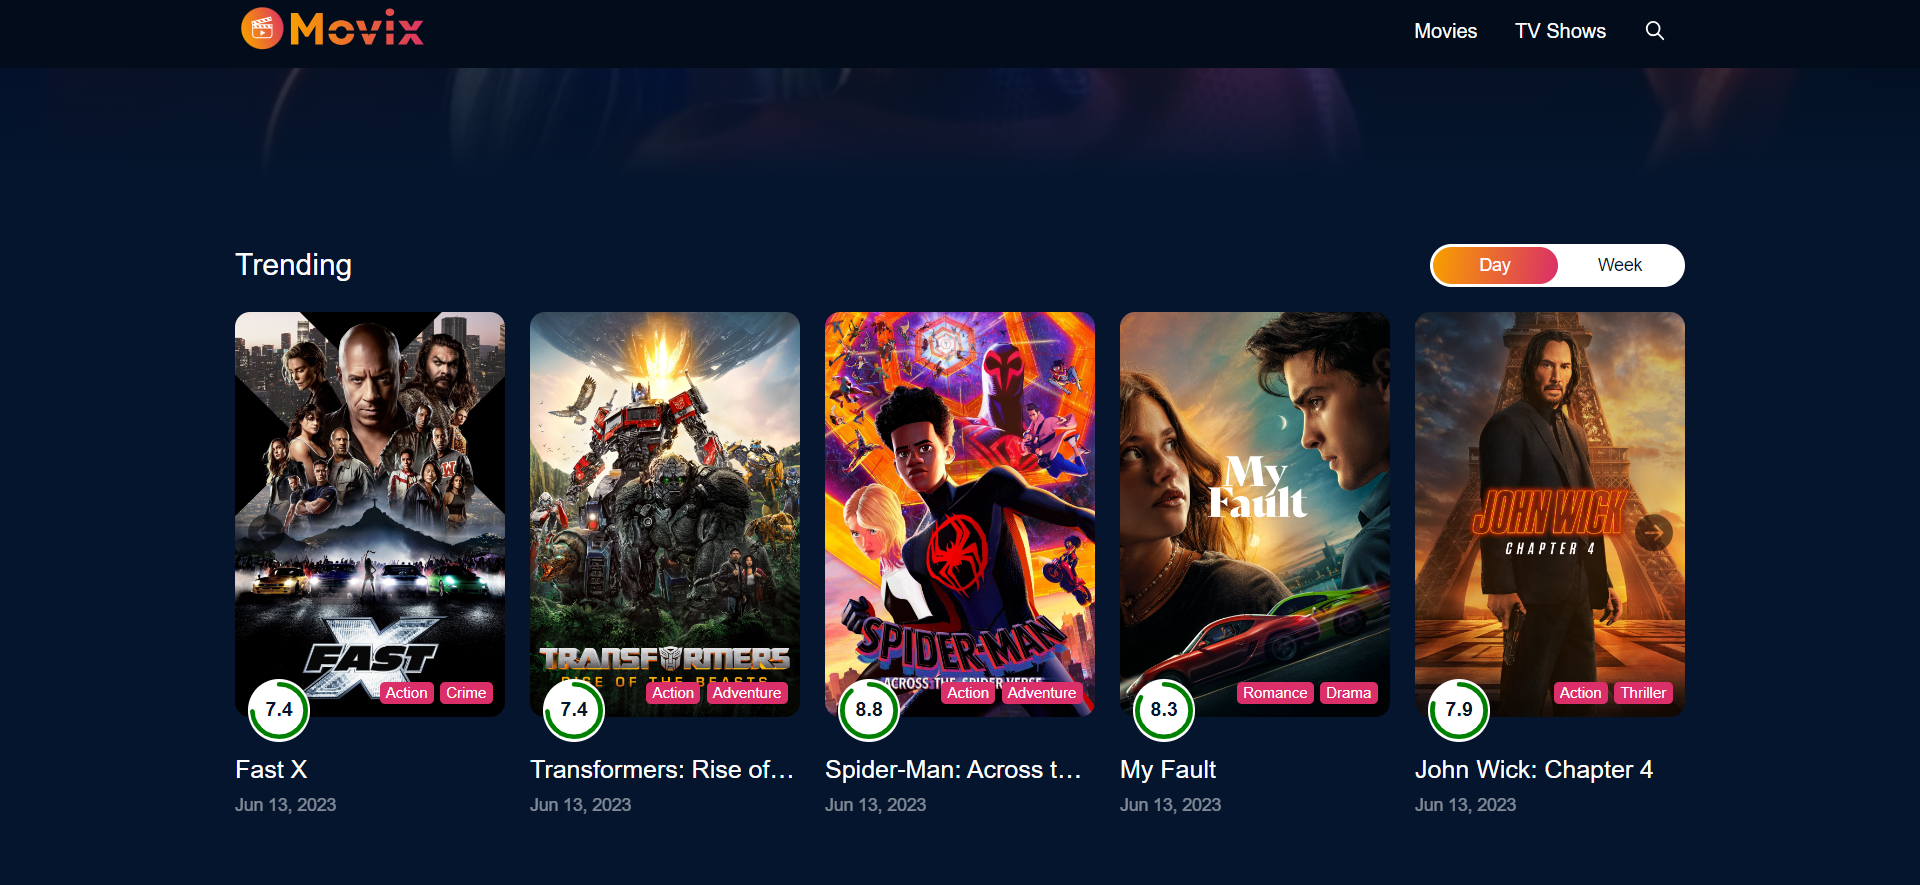 Movix
Movies
TV Shows
Trending
Day
Week
FAST X
Action
Crime
7.4
Fast X
Jun 13, 2023
TRANSFORMERS
RISE OF THE BEASTS
Action
Adventure
7.4
Transformers: Rise of...
Jun 13, 2023
SPIDER-MAN
ACROSS THE SPIDER-VERSE
Action
Adventure
8.8
Spider-Man: Across t...
Jun 13, 2023
My
Fault
Romance
Drama
8.3
My Fault
Jun 13, 2023
JOHN WICK
CHAPTER 4
Action
Thriller
7.9
John Wick: Chapter 4
Jun 13, 2023